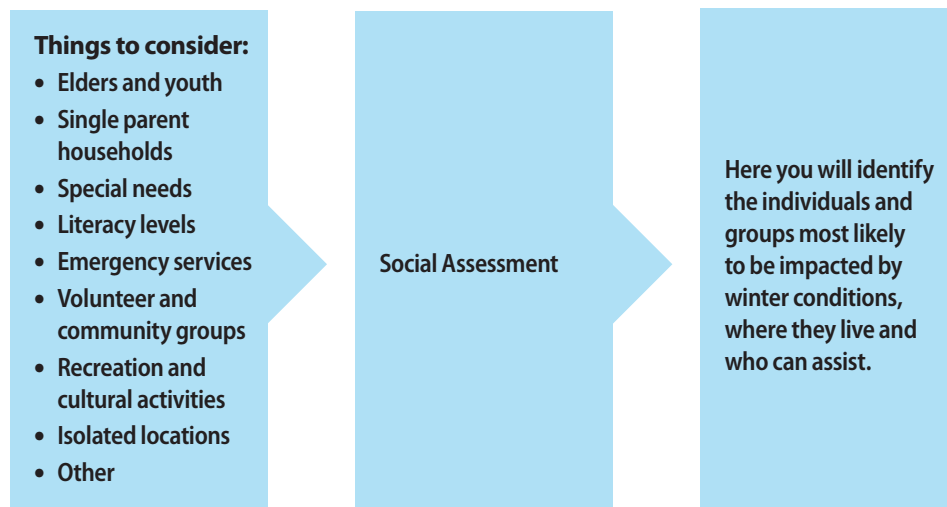 Things to consider:
• Elders and youth
• Single parent
households
• Special needs
• Literacy levels
• Emergency services
• Volunteer and
community groups
• Recreation and
cultural activities
• Isolated locations
• Other
Social Assessment
Here you will identify
the individuals and
groups most likely
to be impacted by
winter conditions,
where they live and
who can assist.